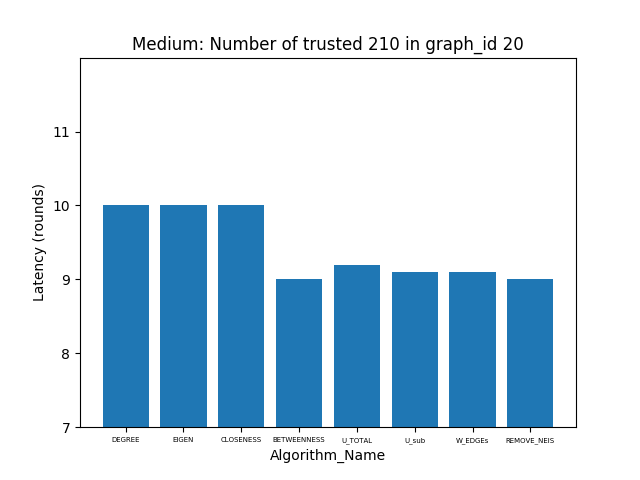 Medium: Number of trusted 210 in graph_id 20
Latency (rounds)
11
10
9
8
7
DEGREE EIGEN CLOSENESS BETWEENNESS U_TOTAL U_sub W_EDGEs REMOVE_NEIS
Algorithm_Name